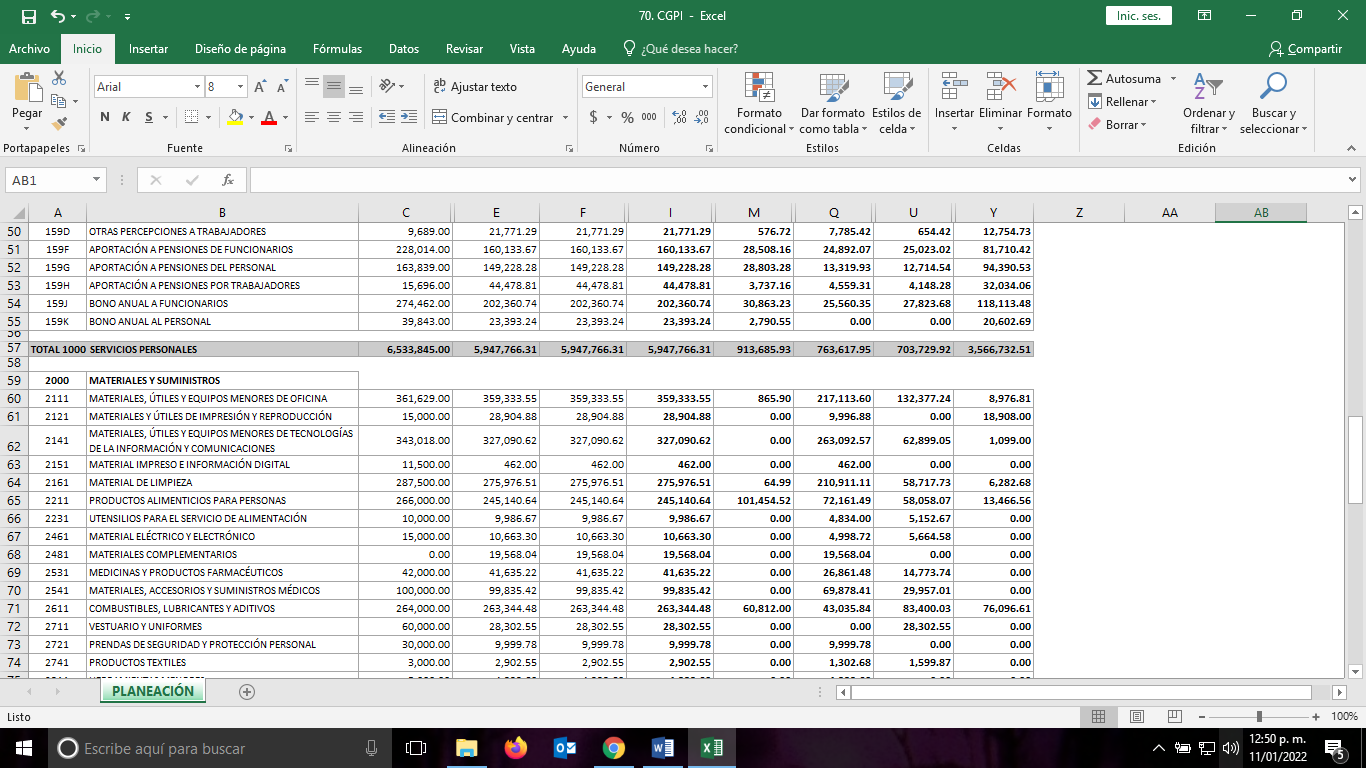 70. CGPI - Excel
Inic. ses.
Archivo Inicio Insertar Diseño de página Fórmulas Datos Revisar Vista Ayuda ¿Qué desea hacer? Compartir
Pegar
Portapapeles
Arial 8
N K S
Fuente
Ajustar texto
Combinar y centrar
Alineación
General
$ % 000
Número
Formato condicional
Dar formato como tabla
Estilos de celda
Estilos
Insertar Eliminar Formato
Celdas
Autosuma
Rellenar
Borrar
Ordenar y filtrar
Buscar y seleccionar
Edición
AB1 fx
A B C E F I M Q U Y Z AA AB
50 159D OTRAS PERCEPCIONES A TRABAJADORES 9,689.00 21,771.29 21,771.29 21,771.29 576.72 7,785.42 654.42 12,754.73
51 159F APORTACIÓN A PENSIONES DE FUNCIONARIOS 228,014.00 160,133.67 160,133.67 160,133.67 28,508.16 24,892.07 25,023.02 81,710.42
52 159G APORTACIÓN A PENSIONES DEL PERSONAL 163,839.00 149,228.28 149,228.28 149,228.28 28,803.28 13,319.93 12,714.54 94,390.53
53 159H APORTACIÓN A PENSIONES POR TRABAJADORES 15,696.00 44,478.81 44,478.81 44,478.81 3,737.16 4,559.31 4,148.28 32,034.06
54 159J BONO ANUAL A FUNCIONARIOS 274,462.00 202,360.74 202,360.74 202,360.74 30,863.23 25,560.35 27,823.68 118,113.48
55 159K BONO ANUAL AL PERSONAL 39,843.00 23,393.24 23,393.24 23,393.24 2,790.55 0.00 0.00 20,602.69
56
57 TOTAL 1000 SERVICIOS PERSONALES 6,533,845.00 5,947,766.31 5,947,766.31 5,947,766.31 913,685.93 763,617.95 703,729.92 3,566,732.51
58
59 2000 MATERIALES Y SUMINISTROS
60 2111 MATERIALES, ÚTILES Y EQUIPOS MENORES DE OFICINA 361,629.00 359,333.55 359,333.55 359,333.55 865.90 217,113.60 132,377.24 8,976.81
61 2121 MATERIALES Y ÚTILES DE IMPRESIÓN Y REPRODUCCIÓN 15,000.00 28,904.88 28,904.88 28,904.88 0.00 9,996.88 0.00 18,908.00
62 2141 MATERIALES, ÚTILES Y EQUIPOS MENORES DE TECNOLOGÍAS
DE LA INFORMACIÓN Y COMUNICACIONES 343,018.00 327,090.62 327,090.62 327,090.62 0.00 263,092.57 62,899.05 1,099.00
63 2151 MATERIAL IMPRESO E INFORMACIÓN DIGITAL 11,500.00 462.00 462.00 462.00 0.00 462.00 0.00 0.00
64 2161 MATERIAL DE LIMPIEZA 287,500.00 275,976.51 275,976.51 275,976.51 64.99 210,911.11 58,717.73 6,282.68
65 2211 PRODUCTOS ALIMENTICIOS PARA PERSONAS 266,000.00 245,140.64 245,140.64 245,140.64 101,454.52 72,161.49 58,058.07 13,466.56
66 2231 UTENSILIOS PARA EL SERVICIO DE ALIMENTACIÓN 10,000.00 9,986.67 9,986.67 9,986.67 0.00 4,834.00 5,152.67 0.00
67 2461 MATERIAL ELÉCTRICO Y ELECTRÓNICO 15,000.00 10,663.30 10,663.30 10,663.30 0.00 4,998.72 5,664.58 0.00
68 2481 MATERIALES COMPLEMENTARIOS 0.00 19,568.04 19,568.04 19,568.04 0.00 19,568.04 0.00 0.00
69 2531 MEDICINAS Y PRODUCTOS FARMACÉUTICOS 42,000.00 41,635.22 41,635.22 41,635.22 0.00 26,861.48 14,773.74 0.00
70 2541 MATERIALES, ACCESORIOS Y SUMINISTROS MÉDICOS 100,000.00 99,835.42 99,835.42 99,835.42 0.00 69,878.41 29,957.01 0.00
71 2611 COMBUSTIBLES, LUBRICANTES Y ADITIVOS 264,000.00 263,344.48 263,344.48 263,344.48 60,812.00 43,035.84 83,400.03 76,096.61
72 2711 VESTUARIO Y UNIFORMES 60,000.00 28,302.55 28,302.55 28,302.55 0.00 0.00 28,302.55 0.00
73 2721 PRENDAS DE SEGURIDAD Y PROTECCIÓN PERSONAL 30,000.00 9,999.78 9,999.78 9,999.78 0.00 9,999.78 0.00 0.00
74 2741 PRODUCTOS TEXTILES 3,000.00 2,902.55 2,902.55 2,902.55 0.00 1,302.68 1,599.87 0.00
PLANEACIÓN
Listo
100%
Escribe aquí para buscar
12:50 p. m.
11/01/2022
5